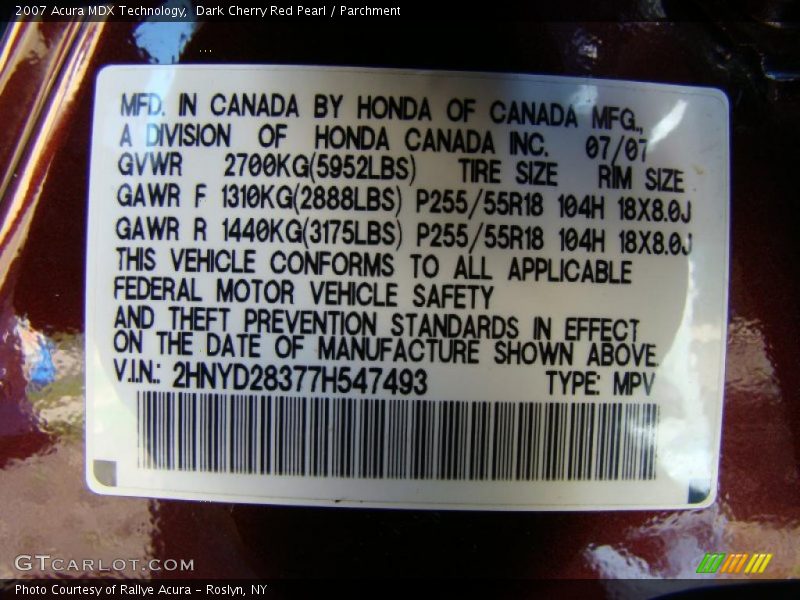 2007 Acura MDX Technology,  Dark Cherry Red Pearl / Parchment
MFD. IN CANADA BY HONDA OF CANADA MFG.,
A DIVISION OF HONDA CANADA INC. 07/07
GVWR 2700KG(5952LBS) TIRE SIZE RIM SIZE
GAWR F 1310KG(2888LBS) P255/55R18 104H 18X8.0J
GAWR R 1440KG(3175LBS) P255/55R18 104H 18X8.0J
THIS VEHICLE CONFORMS TO ALL APPLICABLE
FEDERAL MOTOR VEHICLE SAFETY
AND THEFT PREVENTION STANDARDS IN EFFECT
ON THE DATE OF MANUFACTURE SHOWN ABOVE.
V.I.N.: 2HNYD28377H547493 TYPE: MPV
GTCARLOT.COM
Photo Courtesy of Rallye Acura - Roslyn, NY